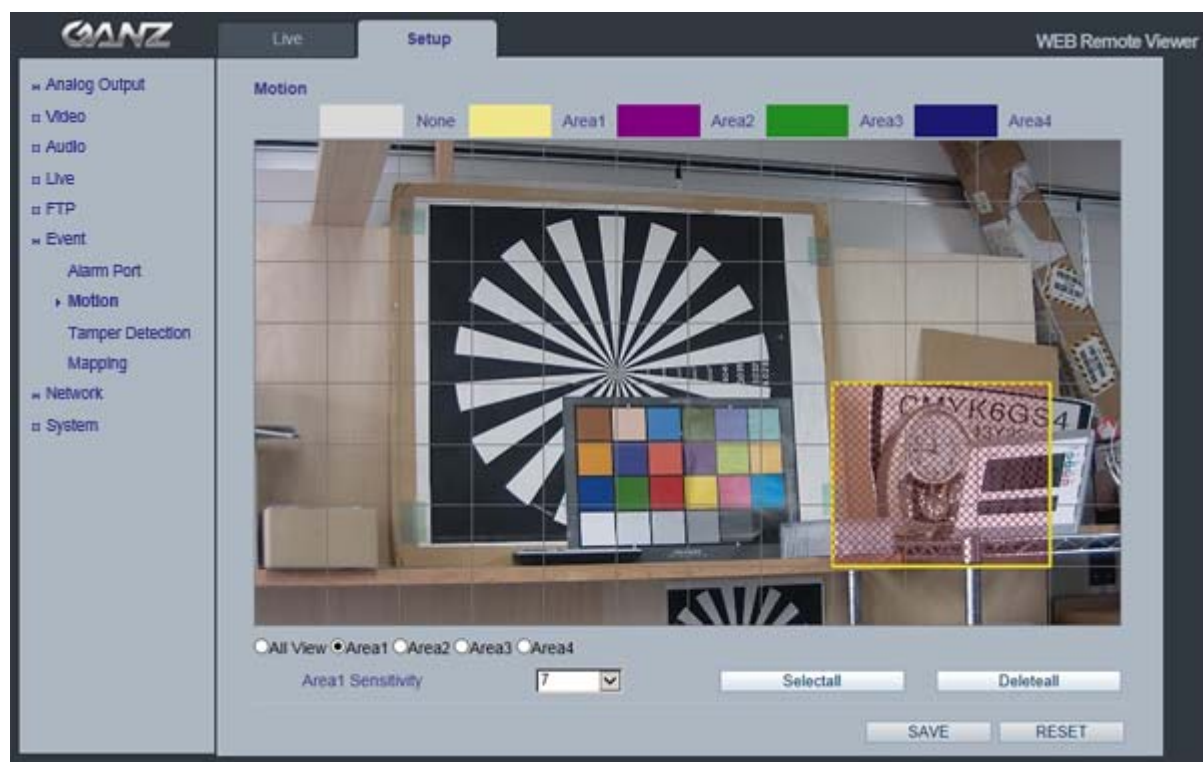 GANZ
Live
Setup
WEB Remote Viewer
Analog Output
Video
Audio
Live
FTP
Event
Alarm Port
Motion
Tamper Detection
Mapping
Network
System
Motion
None
Area1
Area2
Area3
Area4
CMYK6GS4
All View Area1 Area2 Area3 Area4
Area1 Sensitivity
7
Selectall
Deleteall
SAVE
RESET